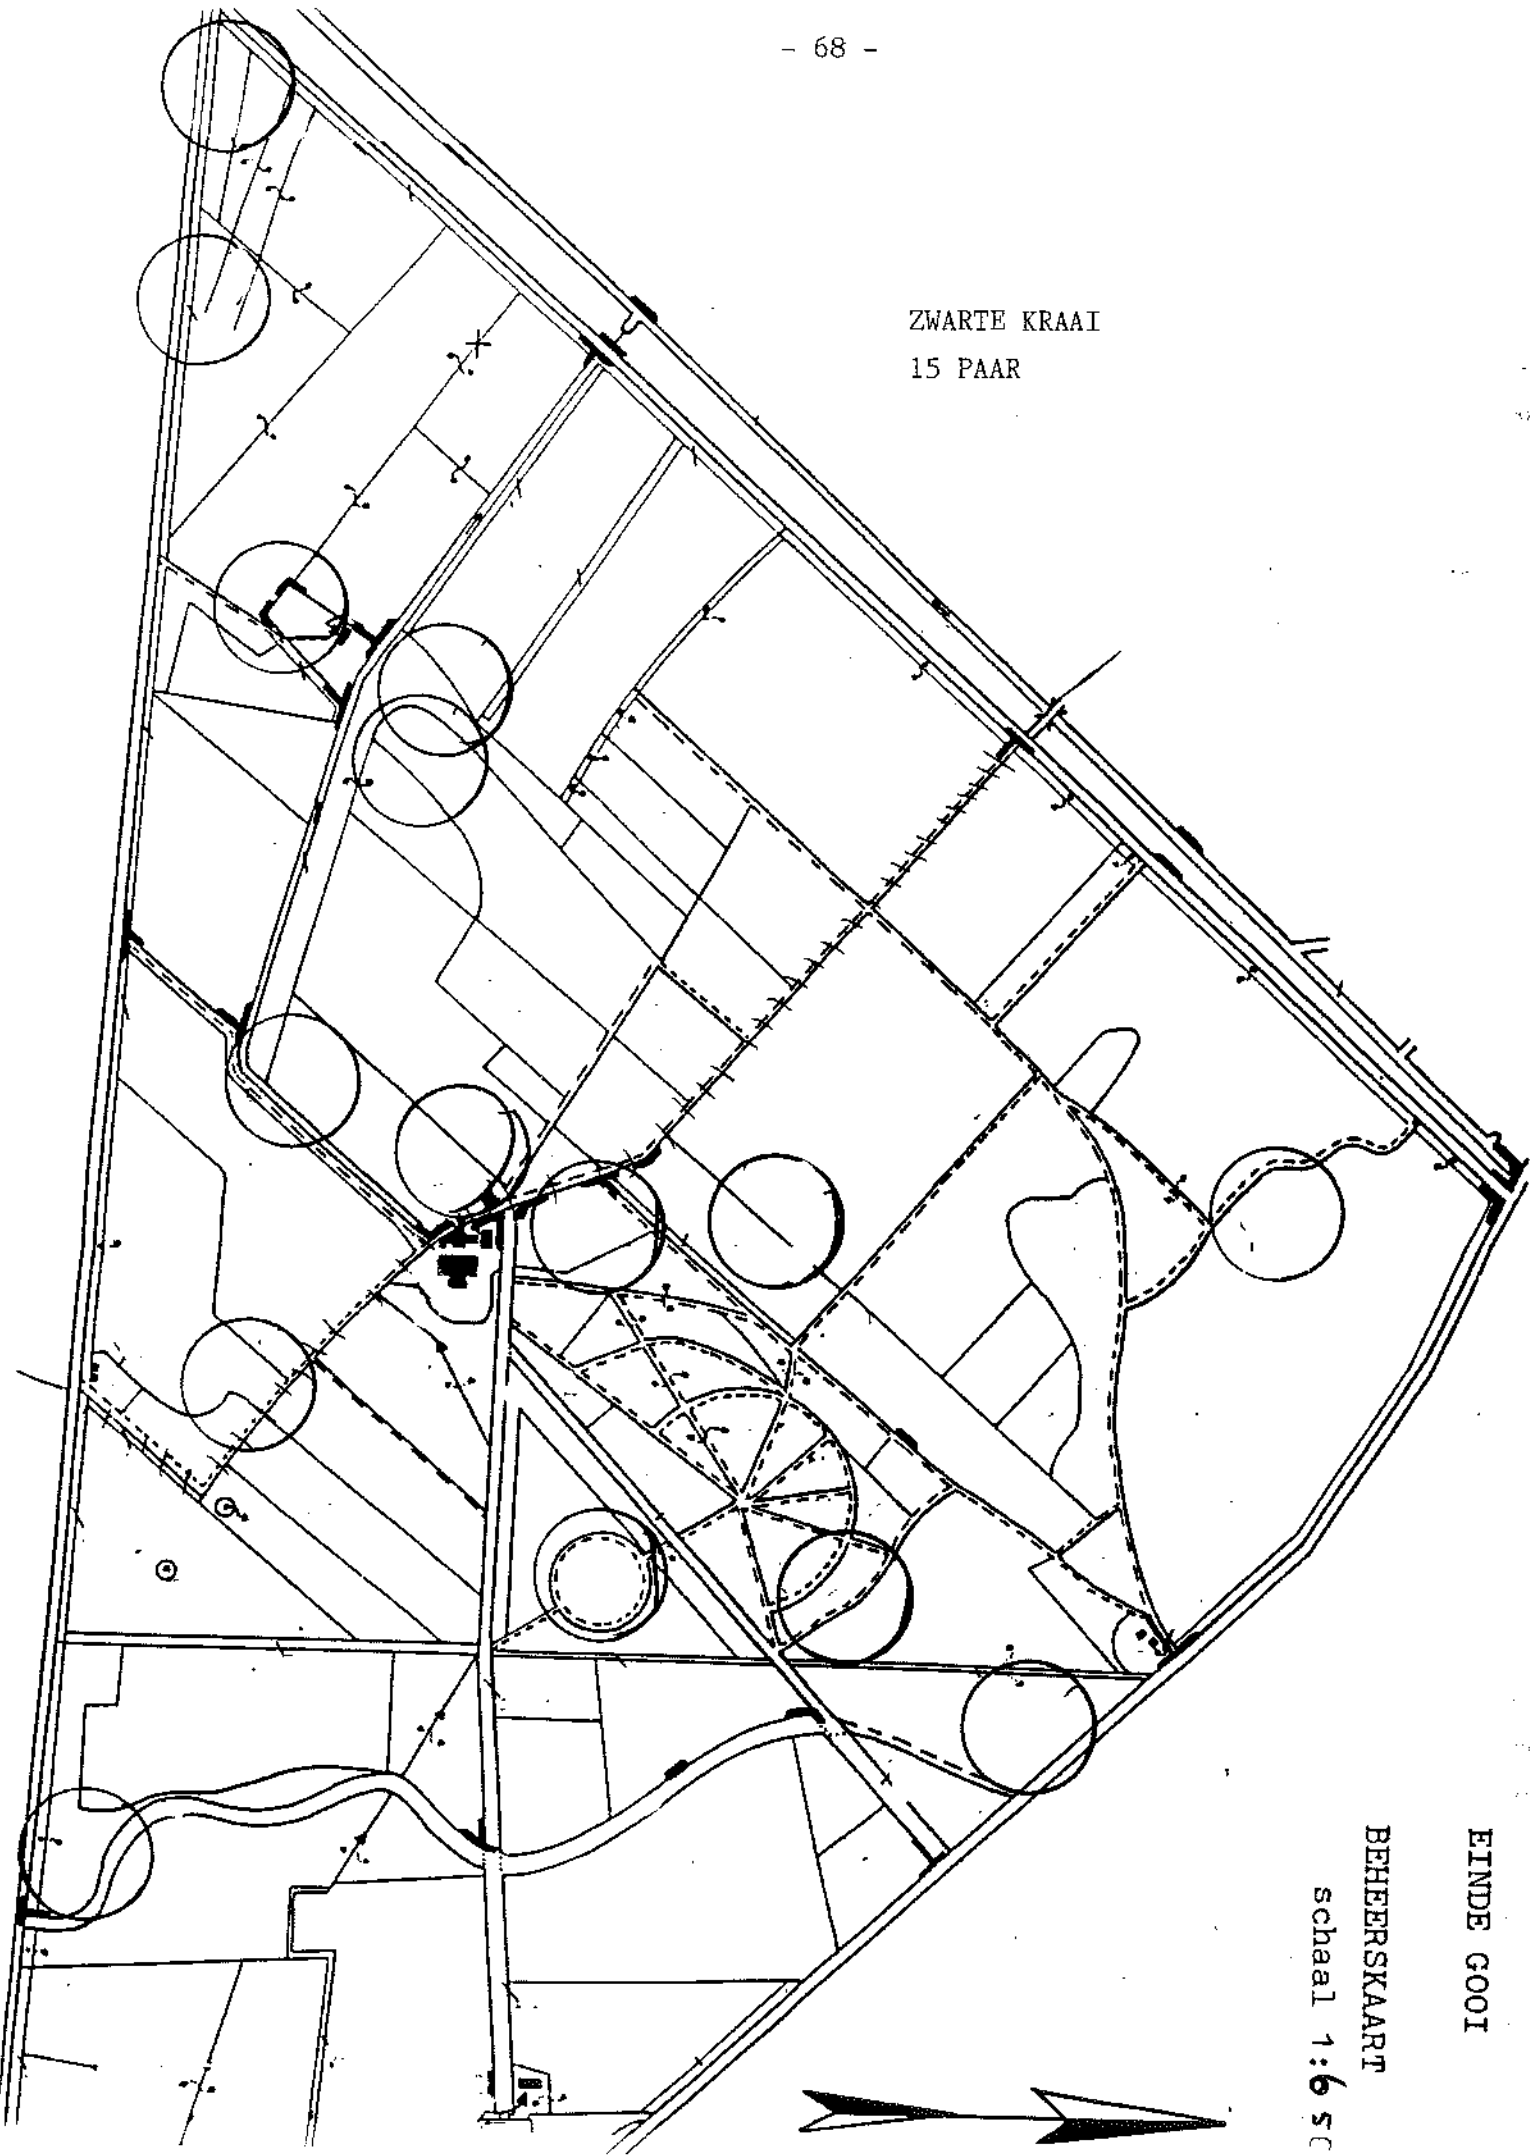 - 68 -
ZWARTE KRAAI
15 PAAR
EINDE GOOI
BEHEERSKAART
schaal 1:6